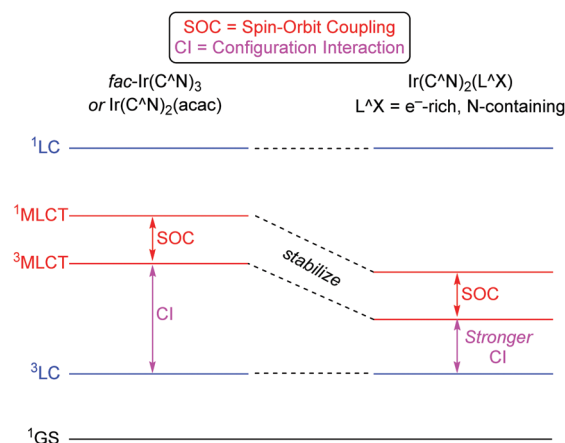 SOC = Spin-Orbit Coupling
CI = Configuration Interaction
fac-Ir(C^N)₃
or Ir(C^N)₂(acac)
Ir(C^N)₂(L^X)
L^X = e⁻-rich, N-containing
¹LC
¹MLCT
SOC
³MLCT
stabilize
SOC
CI
Stronger
CI
³LC
¹GS